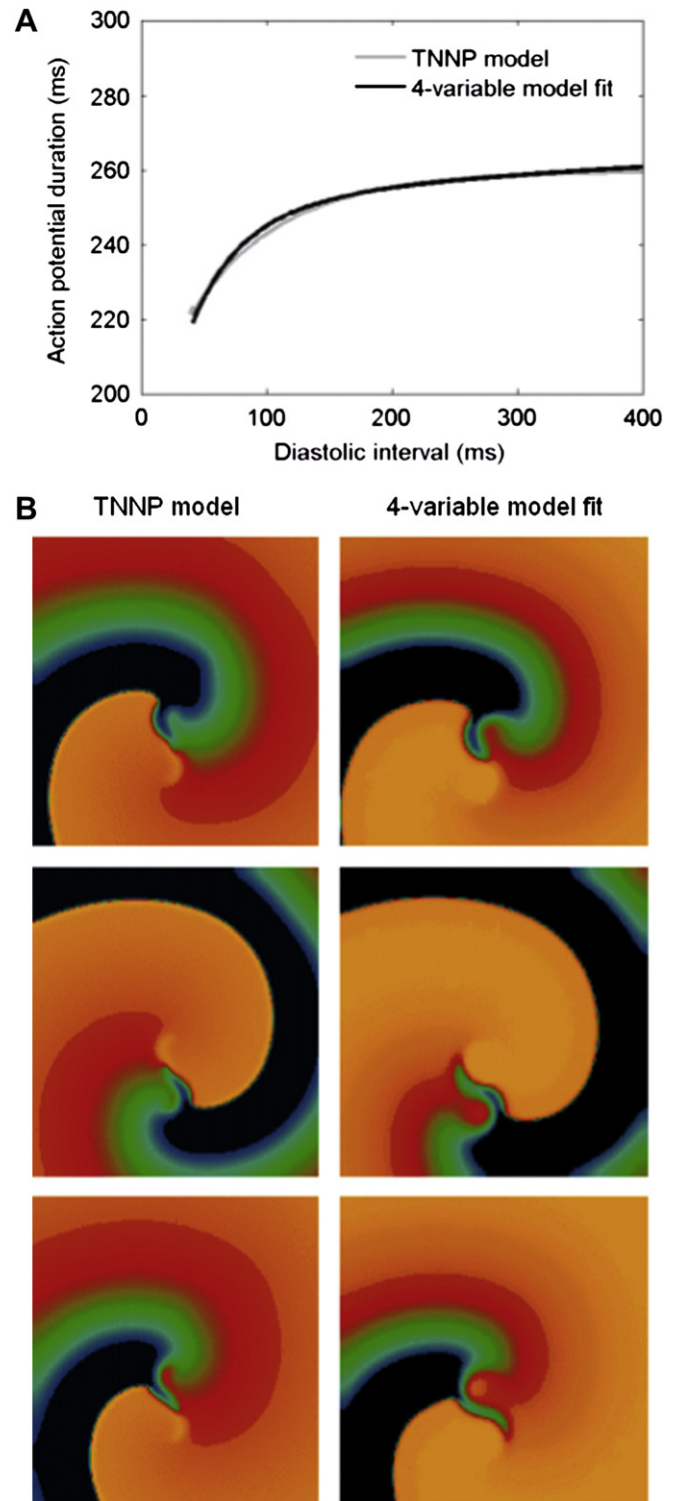 A
300
280
260
240
220
200
Action potential duration (ms)
TNNP model
4-variable model fit
0
100
200
300
400
Diastolic interval (ms)
B
TNNP model
4-variable model fit